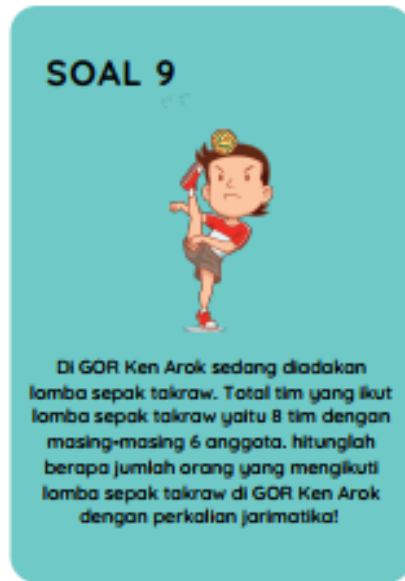 SOAL 9
Di GOR Ken Arok sedang diadakan
lomba sepak takraw. Total tim yang ikut
lomba sepak takraw yaitu 8 tim dengan
masing-masing 6 anggota. hitunglah
berapa jumlah orang yang mengikuti
lomba sepak takraw di GOR Ken Arok
dengan perkalian jarimatika!